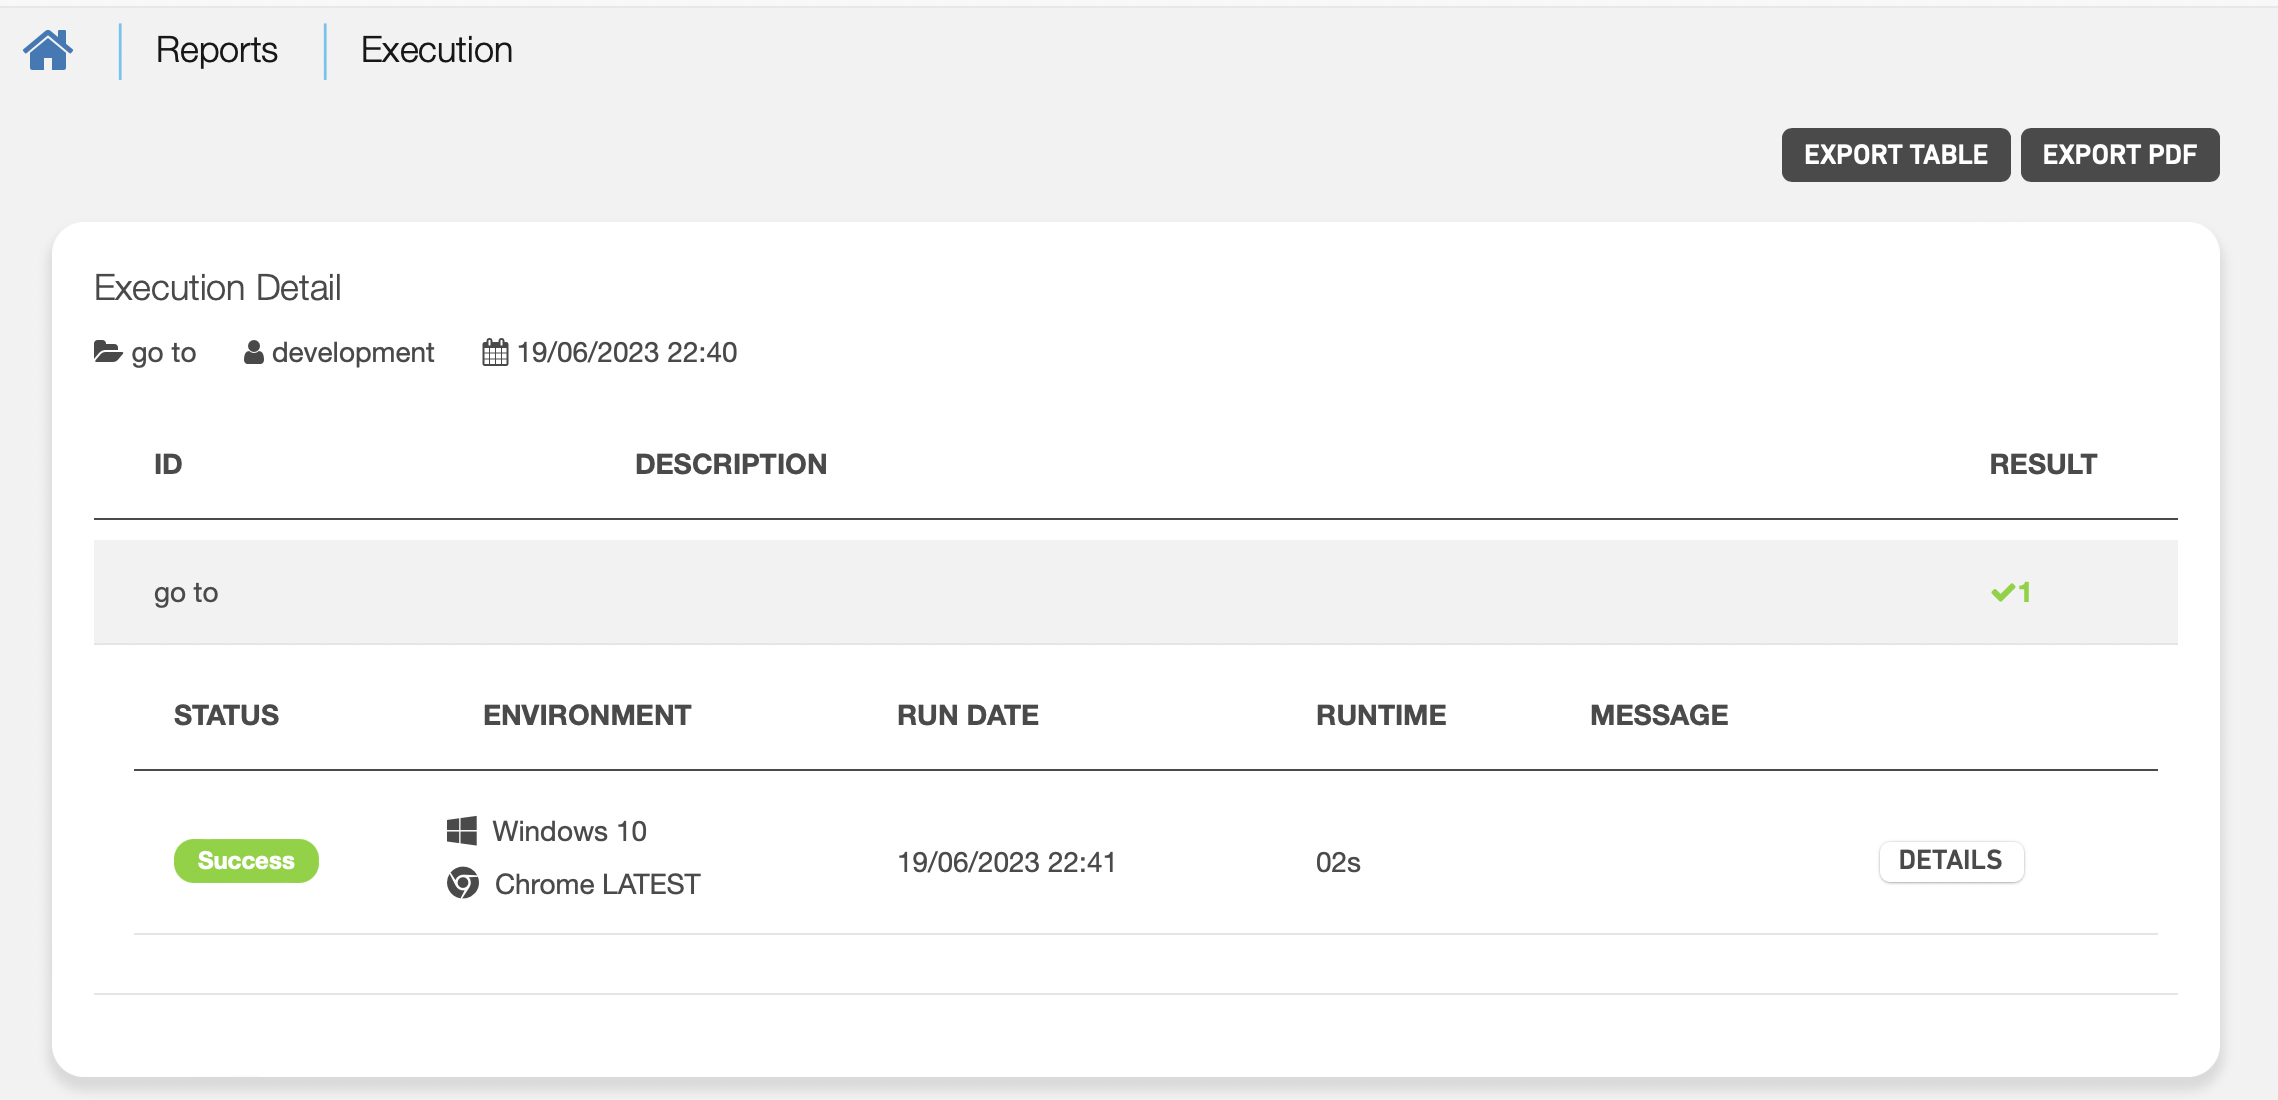 Reports Execution
EXPORT TABLE EXPORT PDF
Execution Detail
go to development 19/06/2023 22:40
ID DESCRIPTION RESULT
go to 1
STATUS ENVIRONMENT RUN DATE RUNTIME MESSAGE
Success Windows 10 19/06/2023 22:41 02s DETAILS
Chrome LATEST